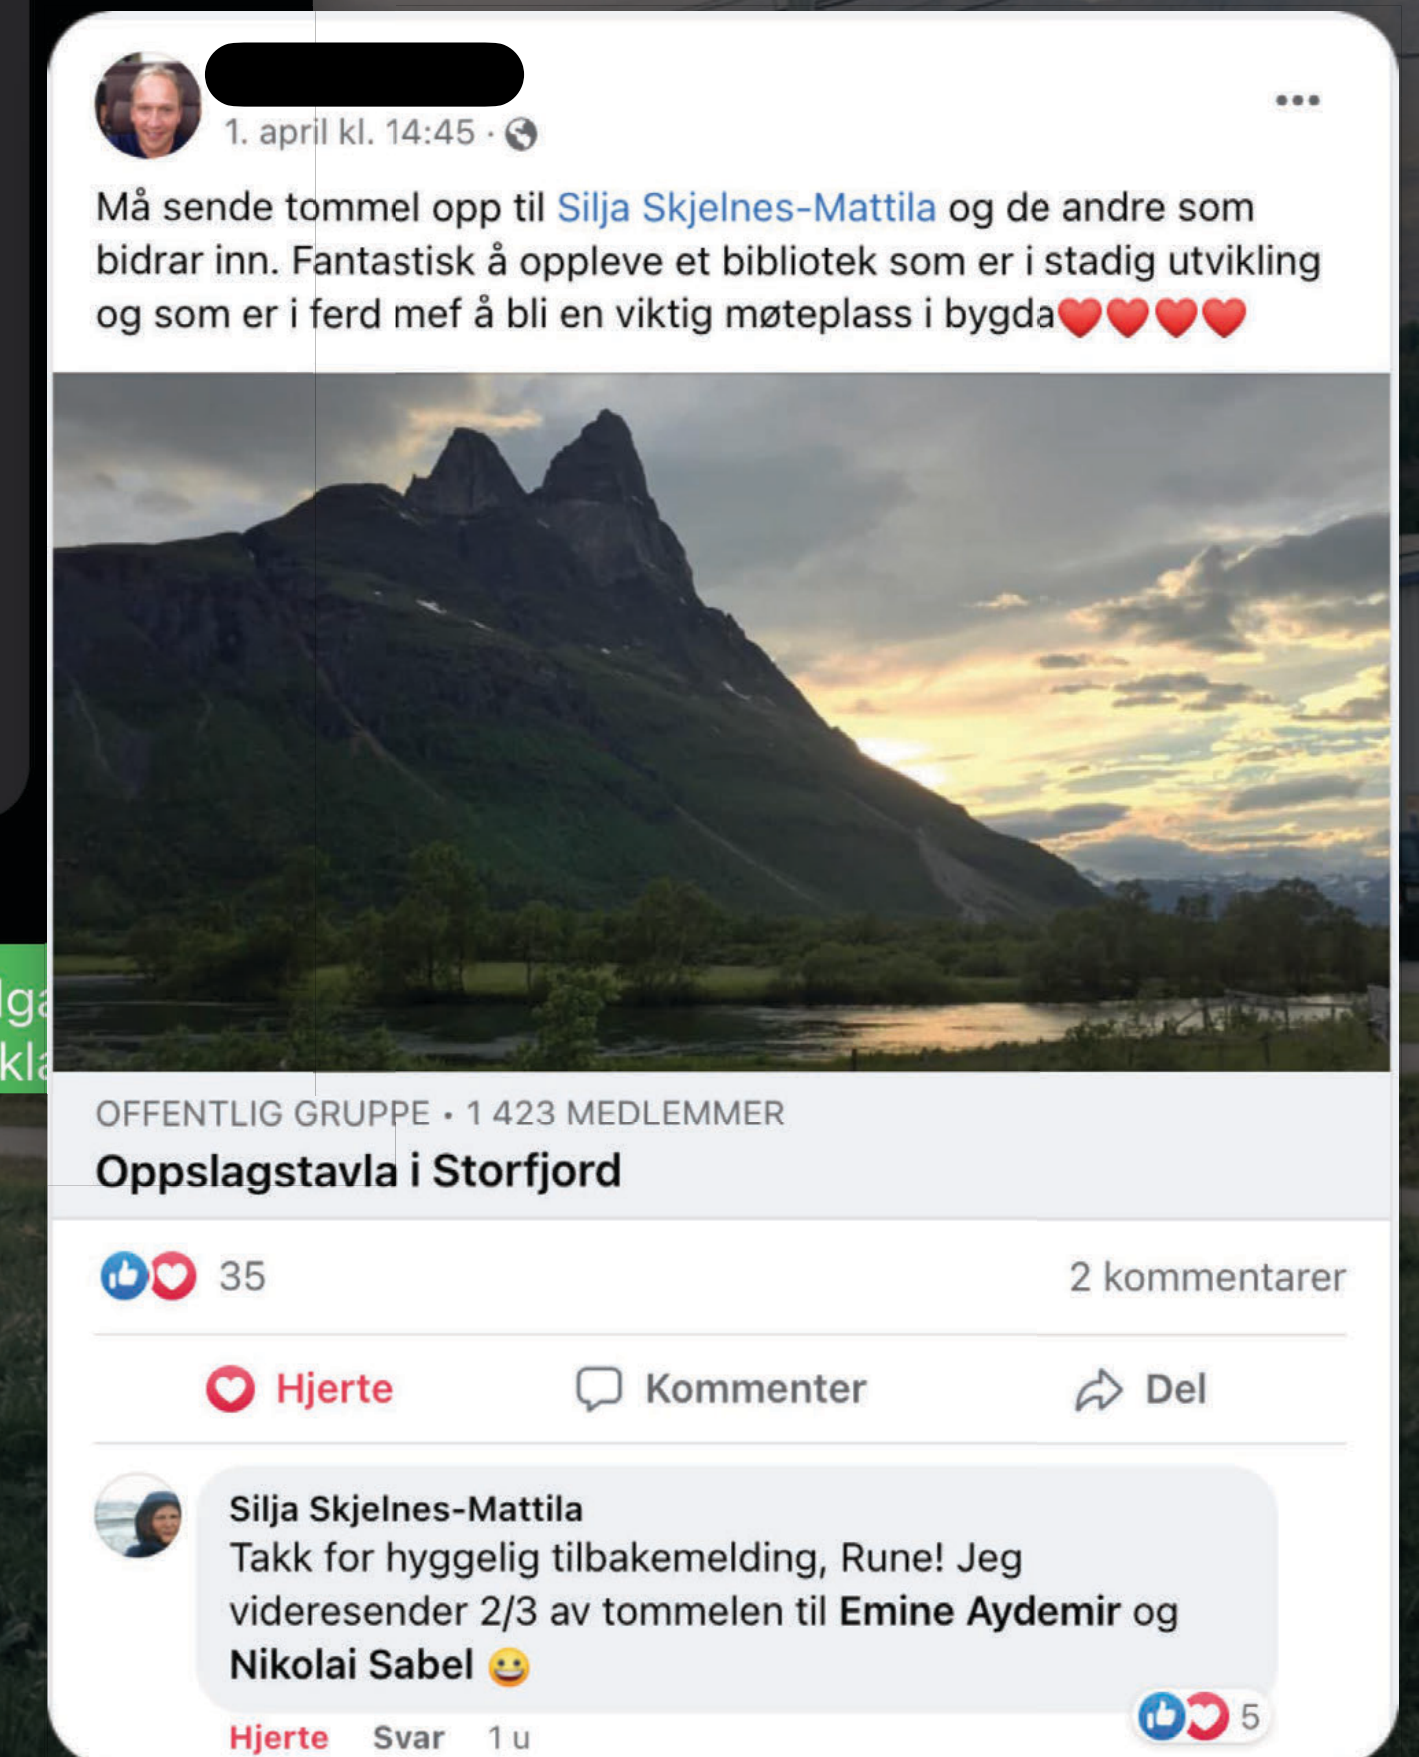 1. april kl. 14:45 ·
Må sende tommel opp til Silja Skjelnes-Mattila og de andre som
bidrar inn. Fantastisk å oppleve et bibliotek som er i stadig utvikling
og som er i ferd mef å bli en viktig møteplass i bygda❤️❤️❤️❤️
OFFENTLIG GRUPPE • 1 423 MEDLEMMER
Oppslagstavla i Storfjord
35
2 kommentarer
Hjerte
Kommenter
Del
Silja Skjelnes-Mattila
Takk for hyggelig tilbakemelding, Rune! Jeg
videresender 2/3 av tommelen til Emine Aydemir og
Nikolai Sabel 😀
5
Hjerte Svar 1 u